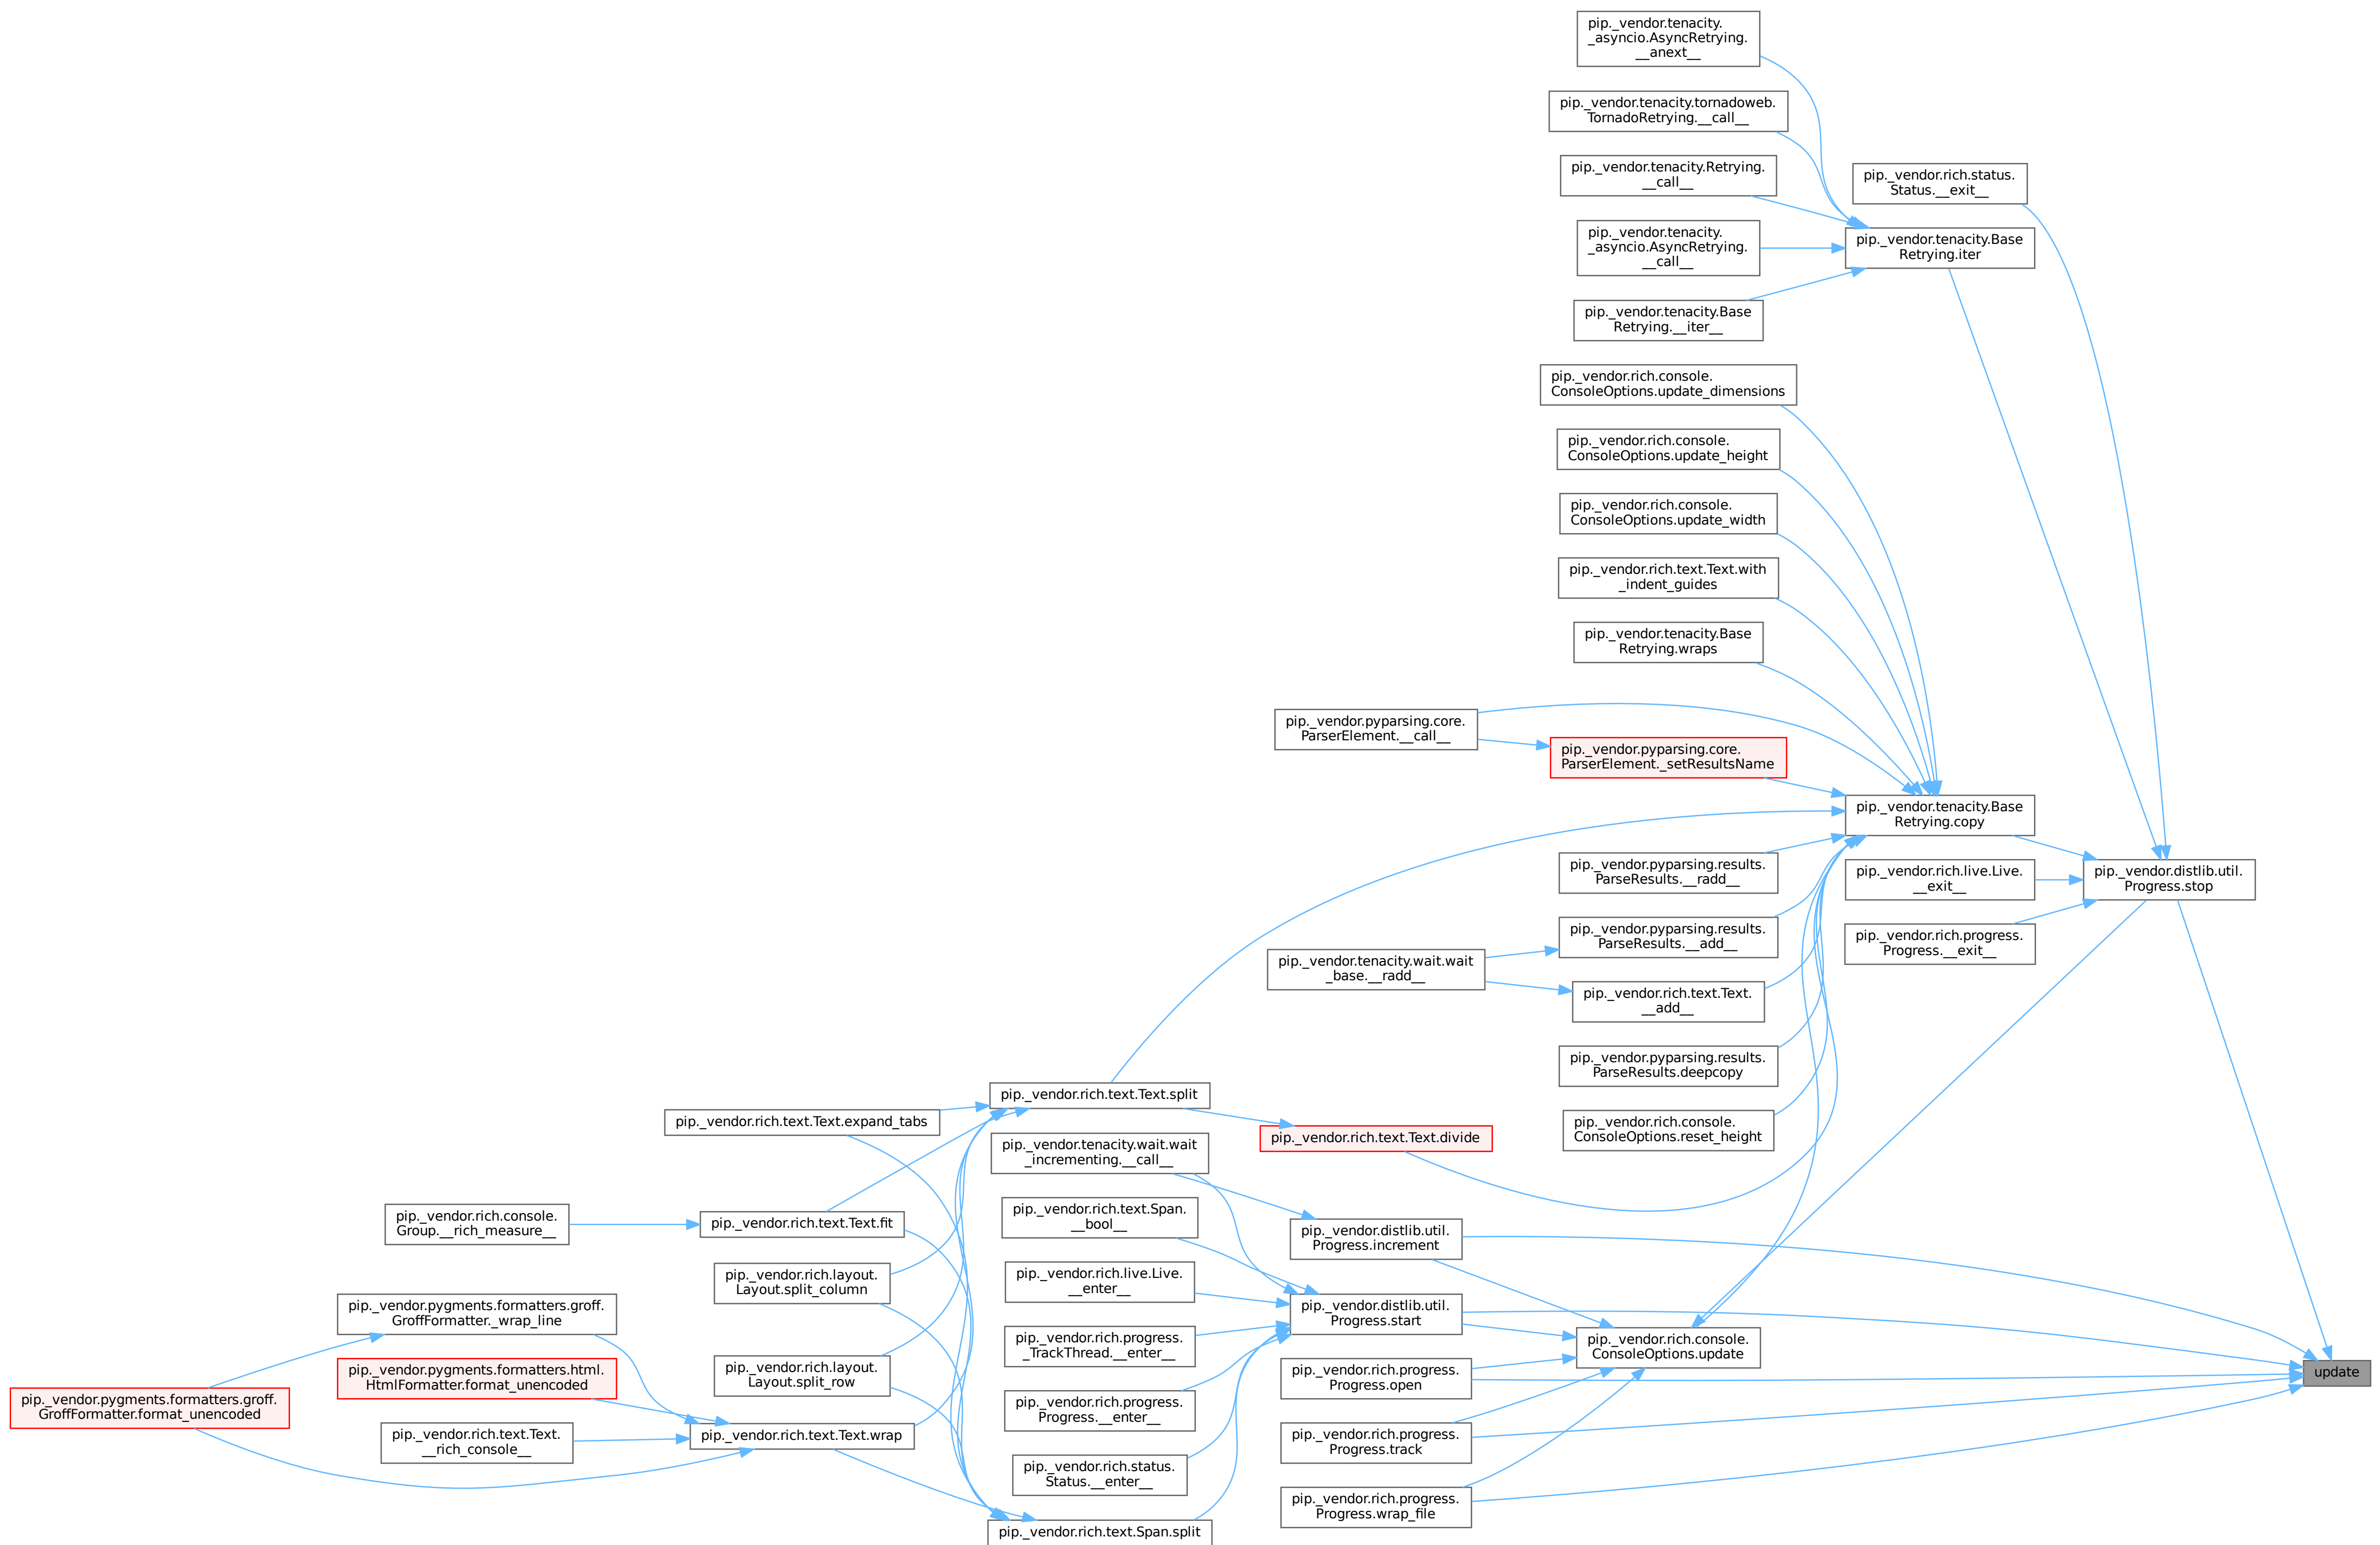 pip._vendor.tenacity.
_asyncio.AsyncRetrying.
__anext__
pip._vendor.tenacity.tornadoweb.
TornadoRetrying.__call__
pip._vendor.tenacity.Retrying.
__call__
pip._vendor.rich.status.
Status.__exit__
pip._vendor.tenacity.
_asyncio.AsyncRetrying.
__call__
pip._vendor.tenacity.Base
Retrying.iter
pip._vendor.tenacity.Base
Retrying.__iter__
pip._vendor.rich.console.
ConsoleOptions.update_dimensions
pip._vendor.rich.console.
ConsoleOptions.update_height
pip._vendor.rich.console.
ConsoleOptions.update_width
pip._vendor.rich.text.Text.with
_indent_guides
pip._vendor.tenacity.Base
Retrying.wraps
pip._vendor.pyparsing.core.
ParserElement.__call__
pip._vendor.pyparsing.core.
ParserElement._setResultsName
pip._vendor.tenacity.Base
Retrying.copy
pip._vendor.pyparsing.results.
ParseResults.__radd__
pip._vendor.rich.live.Live.
__exit__
pip._vendor.distlib.util.
Progress.stop
pip._vendor.pyparsing.results.
ParseResults.__add__
pip._vendor.rich.progress.
Progress.__exit__
pip._vendor.tenacity.wait.wait
_base.__radd__
pip._vendor.rich.text.Text.
__add__
pip._vendor.pyparsing.results.
ParseResults.deepcopy
pip._vendor.rich.text.Text.split
pip._vendor.rich.console.
ConsoleOptions.reset_height
pip._vendor.rich.text.Text.expand_tabs
pip._vendor.rich.text.Text.divide
pip._vendor.tenacity.wait.wait
_incrementing.__call__
pip._vendor.rich.text.Span.
__bool__
pip._vendor.rich.console.
Group.__rich_measure__
pip._vendor.rich.text.Text.fit
pip._vendor.distlib.util.
Progress.increment
pip._vendor.rich.layout.
Layout.split_column
pip._vendor.rich.live.Live.
__enter__
pip._vendor.pygments.formatters.groff.
GroffFormatter._wrap_line
pip._vendor.distlib.util.
Progress.start
pip._vendor.rich.progress.
_TrackThread.__enter__
pip._vendor.rich.console.
ConsoleOptions.update
pip._vendor.pygments.formatters.html.
HtmlFormatter.format_unencoded
pip._vendor.rich.layout.
Layout.split_row
pip._vendor.rich.progress.
Progress.open
update
pip._vendor.pygments.formatters.groff.
GroffFormatter.format_unencoded
pip._vendor.rich.progress.
Progress.__enter__
pip._vendor.rich.text.Text.
__rich_console__
pip._vendor.rich.text.Text.wrap
pip._vendor.rich.progress.
Progress.track
pip._vendor.rich.status.
Status.__enter__
pip._vendor.rich.progress.
Progress.wrap_file
pip._vendor.rich.text.Span.split